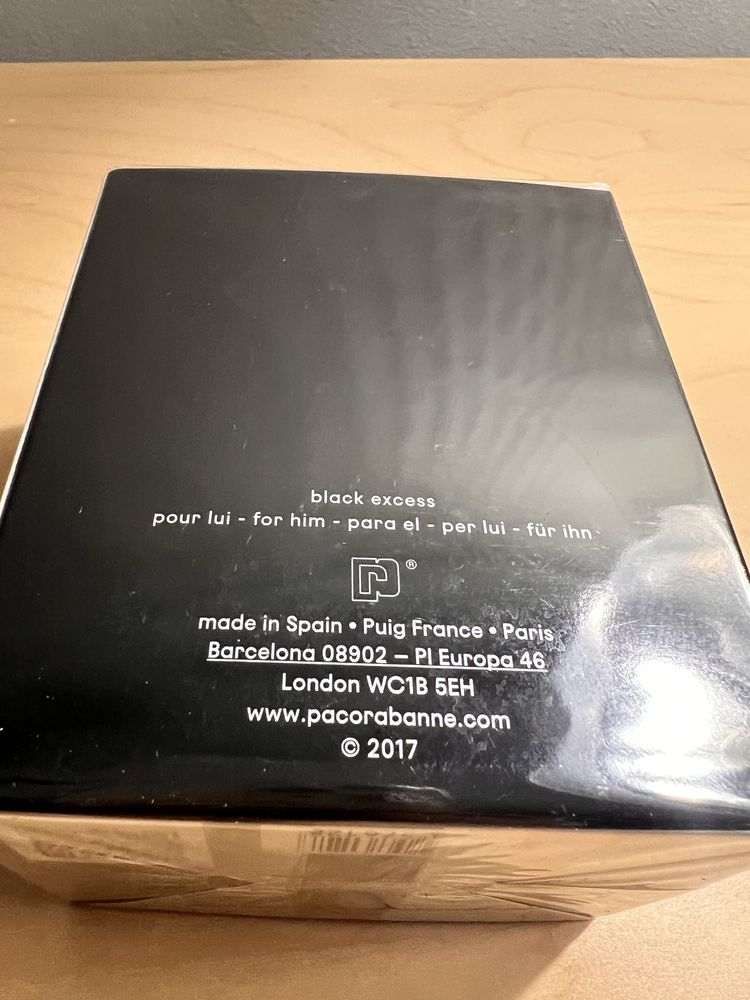 black excess
pour lui - for him - para el - per lui - für ihn
®
made in Spain • Puig France • Paris
Barcelona 08902 – Pl Europa 46
London WC1B 5EH
www.pacorabanne.com
© 2017